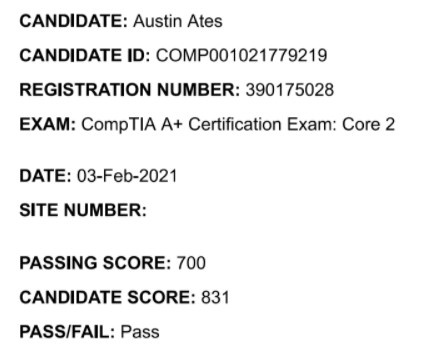 CANDIDATE: Austin Ates
CANDIDATE ID: COMP001021779219
REGISTRATION NUMBER: 390175028
EXAM: CompTIA A+ Certification Exam: Core 2
DATE: 03-Feb-2021
SITE NUMBER:
PASSING SCORE: 700
CANDIDATE SCORE: 831
PASS/FAIL: Pass